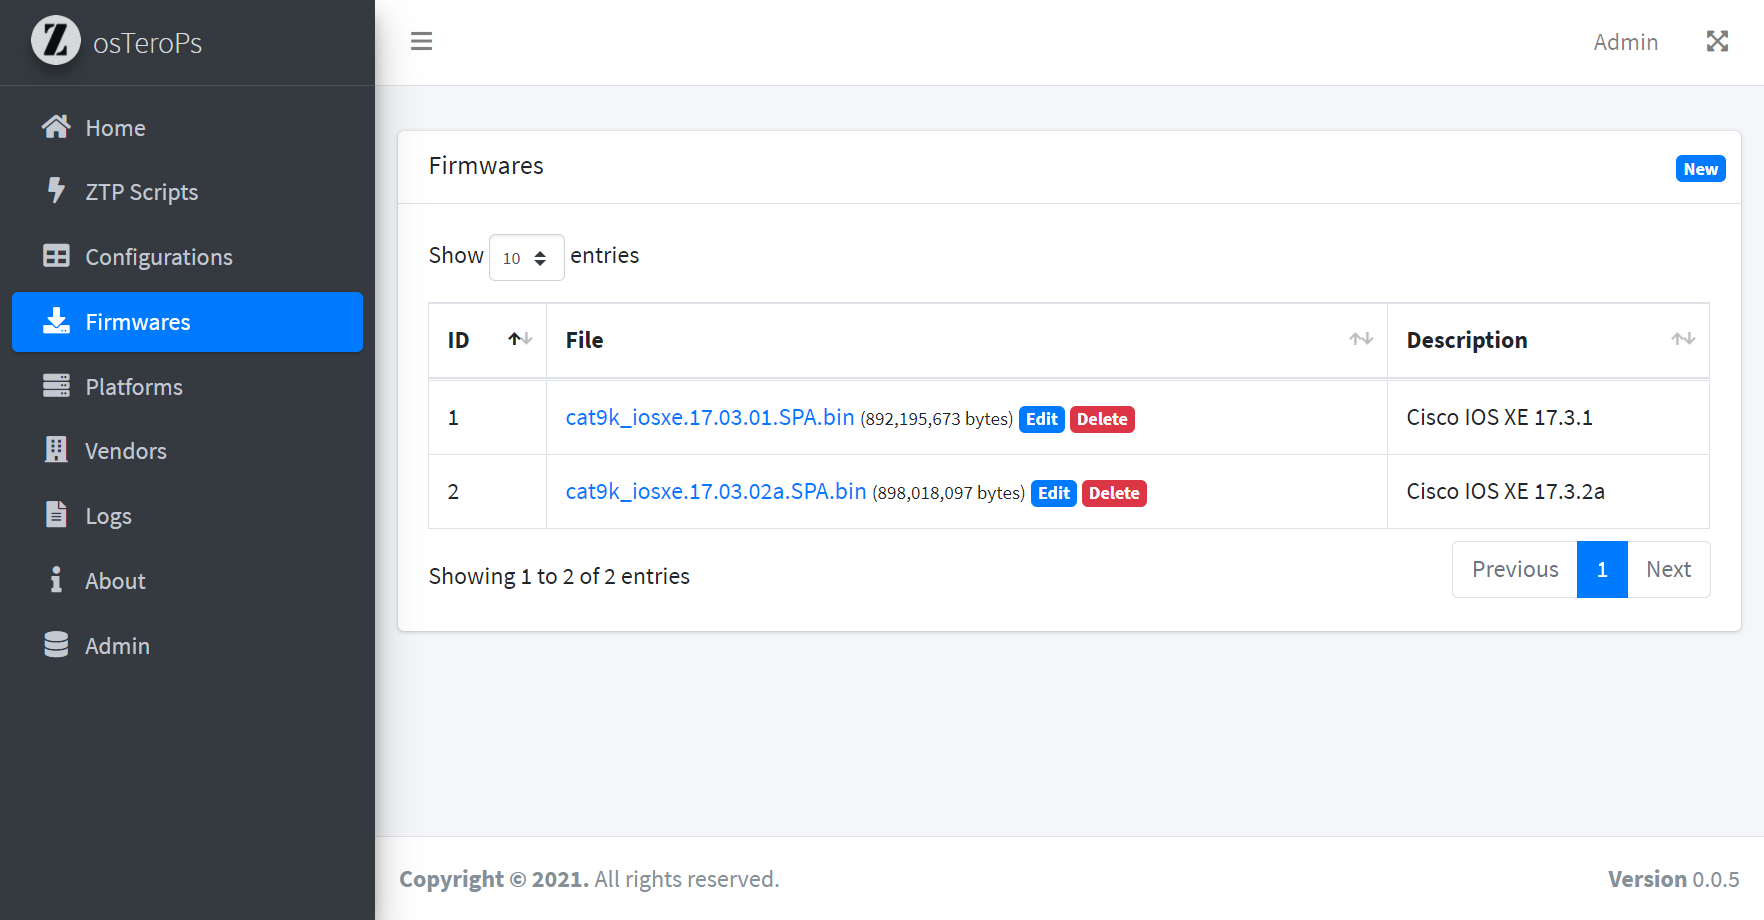 Z osTeroPs
Admin
Home
ZTP Scripts
Configurations
Firmwares
Platforms
Vendors
Logs
About
Admin
Firmwares
New
Show 10 entries
ID File Description
1 cat9k_iosxe.17.03.01.SPA.bin (892,195,673 bytes) Edit Delete Cisco IOS XE 17.3.1
2 cat9k_iosxe.17.03.02a.SPA.bin (898,018,097 bytes) Edit Delete Cisco IOS XE 17.3.2a
Showing 1 to 2 of 2 entries
Previous 1 Next
Copyright © 2021. All rights reserved.
Version 0.0.5